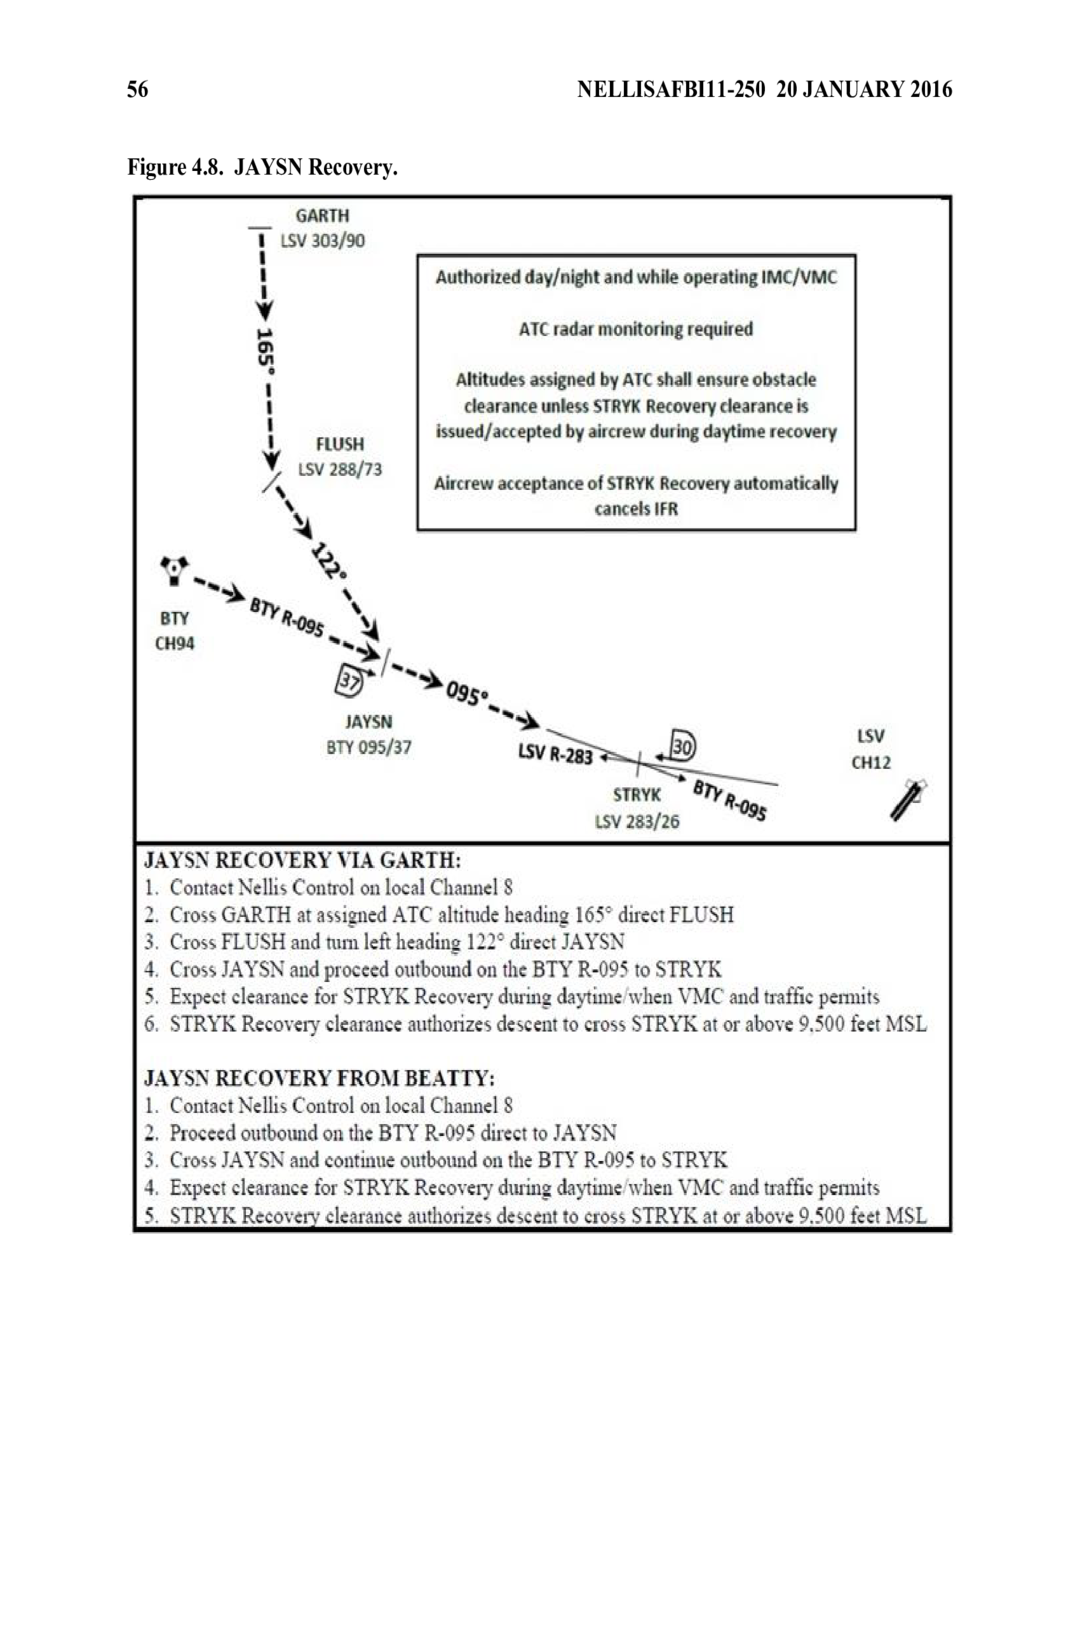 56 NELLISAFBI11-250 20 JANUARY 2016
Figure 4.8. JAYSN Recovery.
GARTH
LSV 303/90
Authorized day/night and while operating IMC/VMC
ATC radar monitoring required
Altitudes assigned by ATC shall ensure obstacle
clearance unless STRYK Recovery clearance is
issued/accepted by aircrew during daytime recovery
Aircrew acceptance of STRYK Recovery automatically
cancels IFR
165°
FLUSH
LSV 288/73
122°
BTY
CH94
BTY R-095
37
JAYSN
BTY 095/37
095°
LSV R-283
30
STRYK
LSV 283/26
BTY R-095
LSV
CH12
JAYSN RECOVERY VIA GARTH:
1. Contact Nellis Control on local Channel 8
2. Cross GARTH at assigned ATC altitude heading 165° direct FLUSH
3. Cross FLUSH and turn left heading 122° direct JAYSN
4. Cross JAYSN and proceed outbound on the BTY R-095 to STRYK
5. Expect clearance for STRYK Recovery during daytime/when VMC and traffic permits
6. STRYK Recovery clearance authorizes descent to cross STRYK at or above 9,500 feet MSL
JAYSN RECOVERY FROM BEATTY:
1. Contact Nellis Control on local Channel 8
2. Proceed outbound on the BTY R-095 direct to JAYSN
3. Cross JAYSN and continue outbound on the BTY R-095 to STRYK
4. Expect clearance for STRYK Recovery during daytime/when VMC and traffic permits
5. STRYK Recovery clearance authorizes descent to cross STRYK at or above 9,500 feet MSL